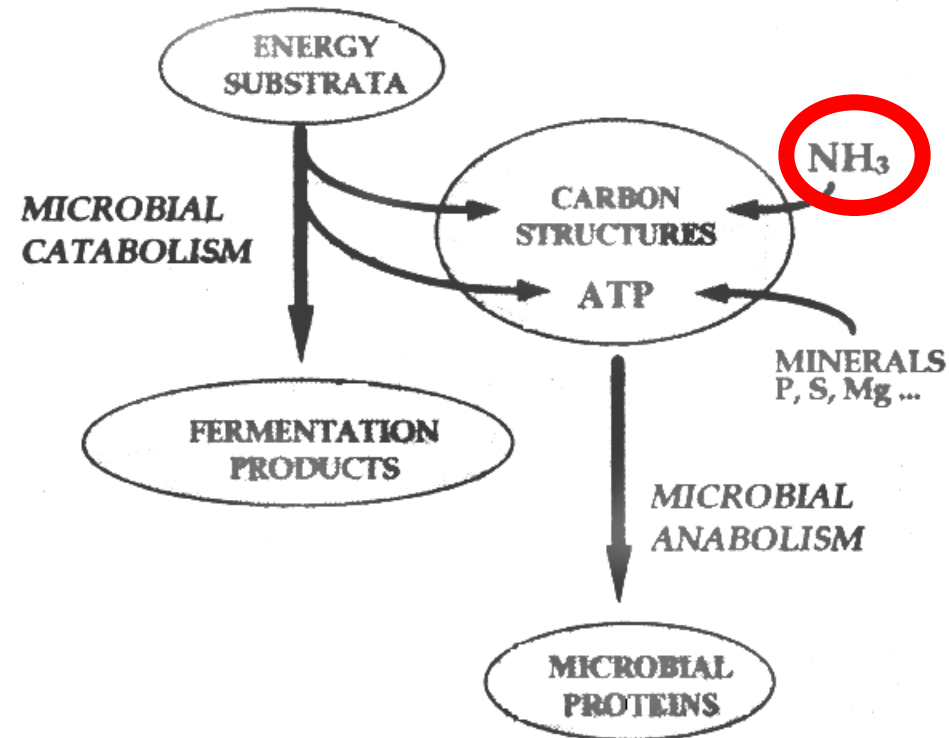 ENERGY
SUBSTRATA
MICROBIAL
CATABOLISM
CARBON
STRUCTURES
ATP
NH₃
MINERALS
P, S, Mg ...
FERMENTATION
PRODUCTS
MICROBIAL
ANABOLISM
MICROBIAL
PROTEINS